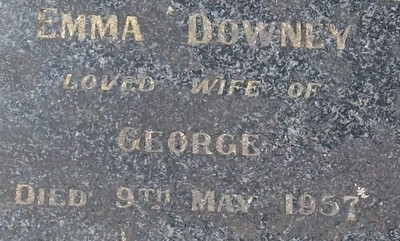 EMMA DOWNEY
LOVED WIFE OF
GEORGE
DIED 9TH MAY 1957